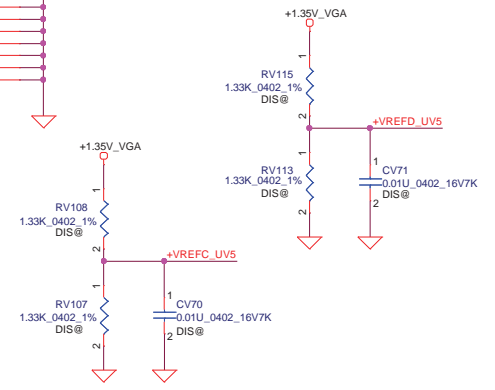 +1.35V_VGA
1
RV115
1.33K_0402_1%
DIS@
2
+VREFD_UV5
1
RV113
1.33K_0402_1%
DIS@
2
1
CV71
0.01U_0402_16V7K
DIS@
2
+1.35V_VGA
1
RV108
1.33K_0402_1%
DIS@
2
+VREFC_UV5
1
RV107
1.33K_0402_1%
DIS@
2
1
CV70
0.01U_0402_16V7K
DIS@
2